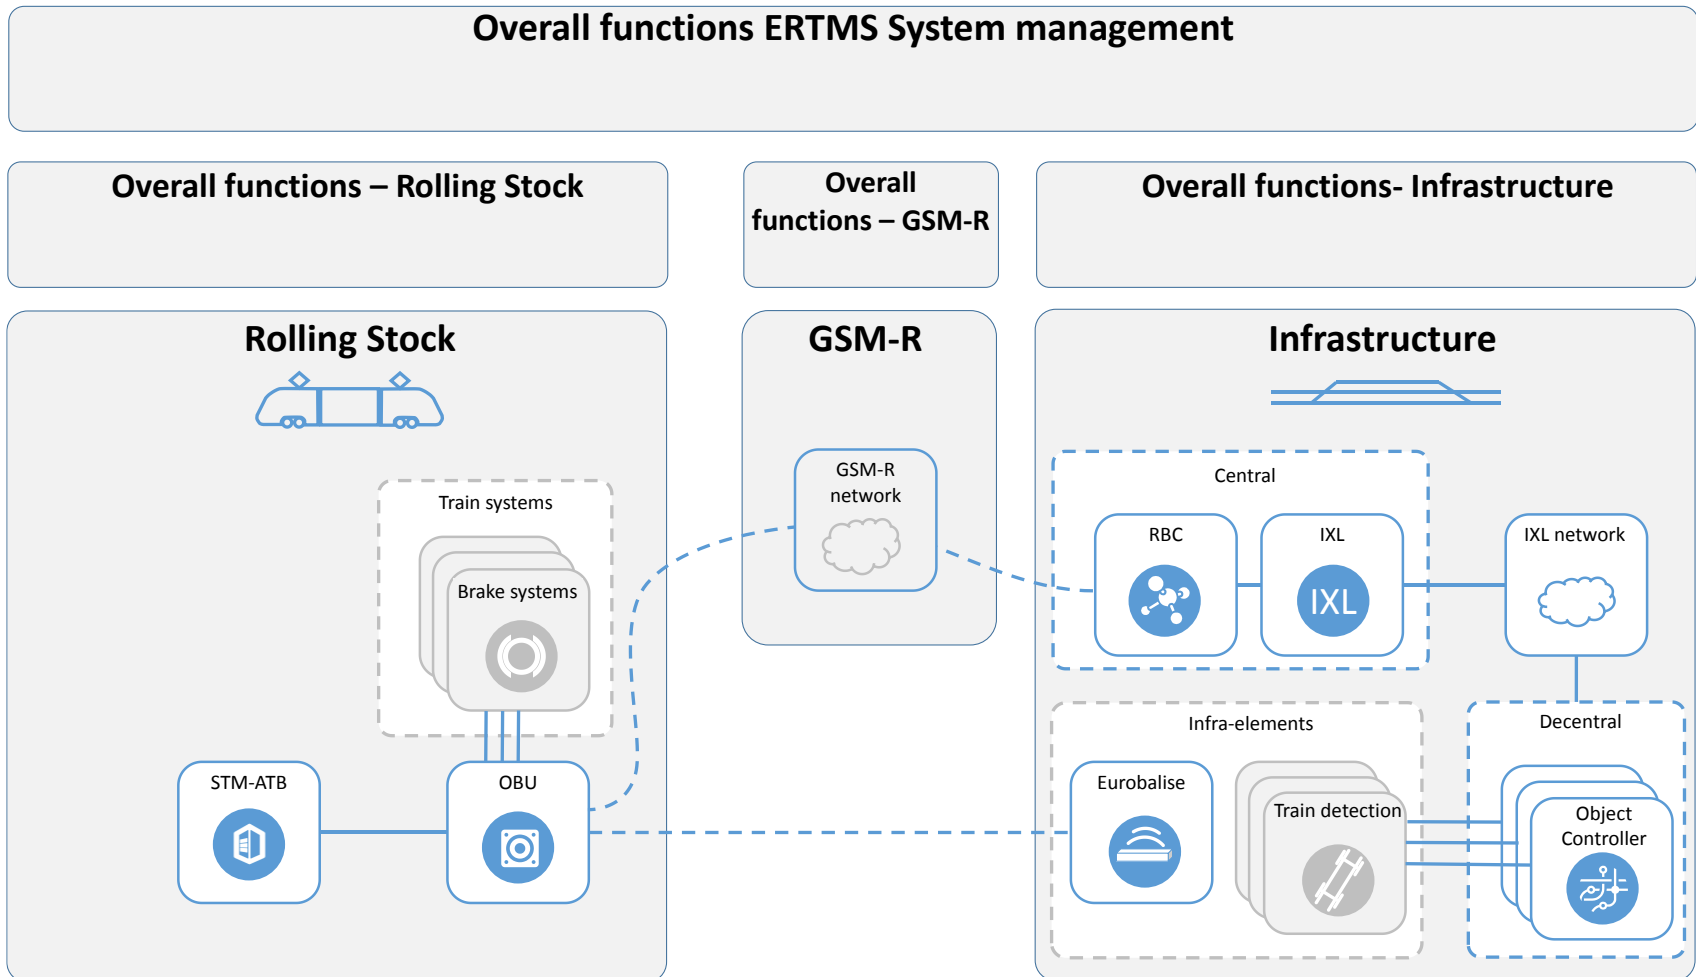 Overall functions ERTMS System management
Overall functions – Rolling Stock
Overall
functions – GSM-R
Overall functions- Infrastructure
Rolling Stock
GSM-R
Infrastructure
Train systems
Brake systems
STM-ATB
OBU
GSM-R
network
Central
RBC
IXL
IXL
IXL network
Infra-elements
Eurobalise
Train detection
Decentral
Object
Controller